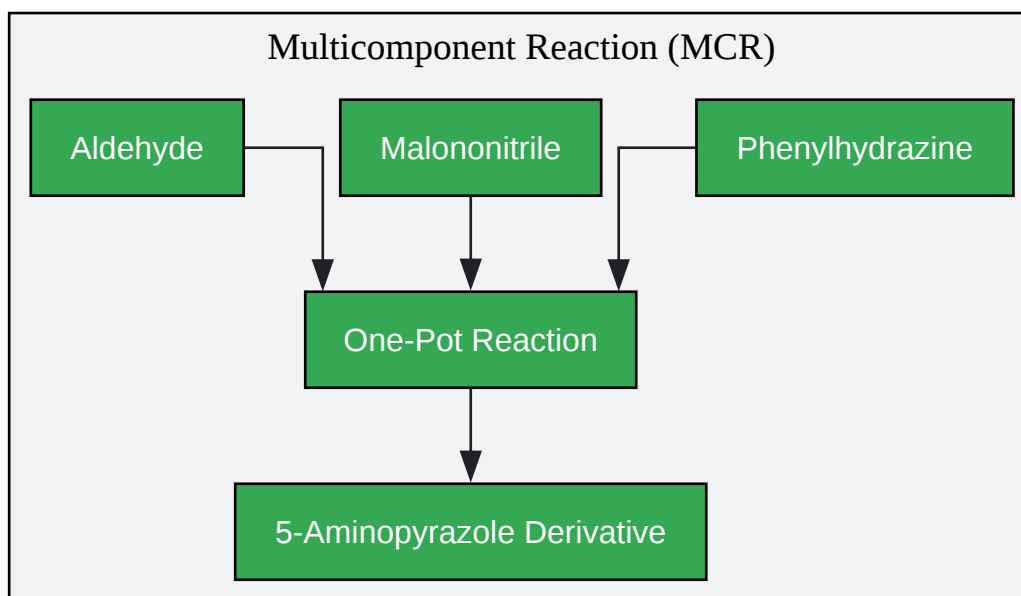 Multicomponent Reaction (MCR)
Aldehyde
Malononitrile
Phenylhydrazine
One-Pot Reaction
5-Aminopyrazole Derivative